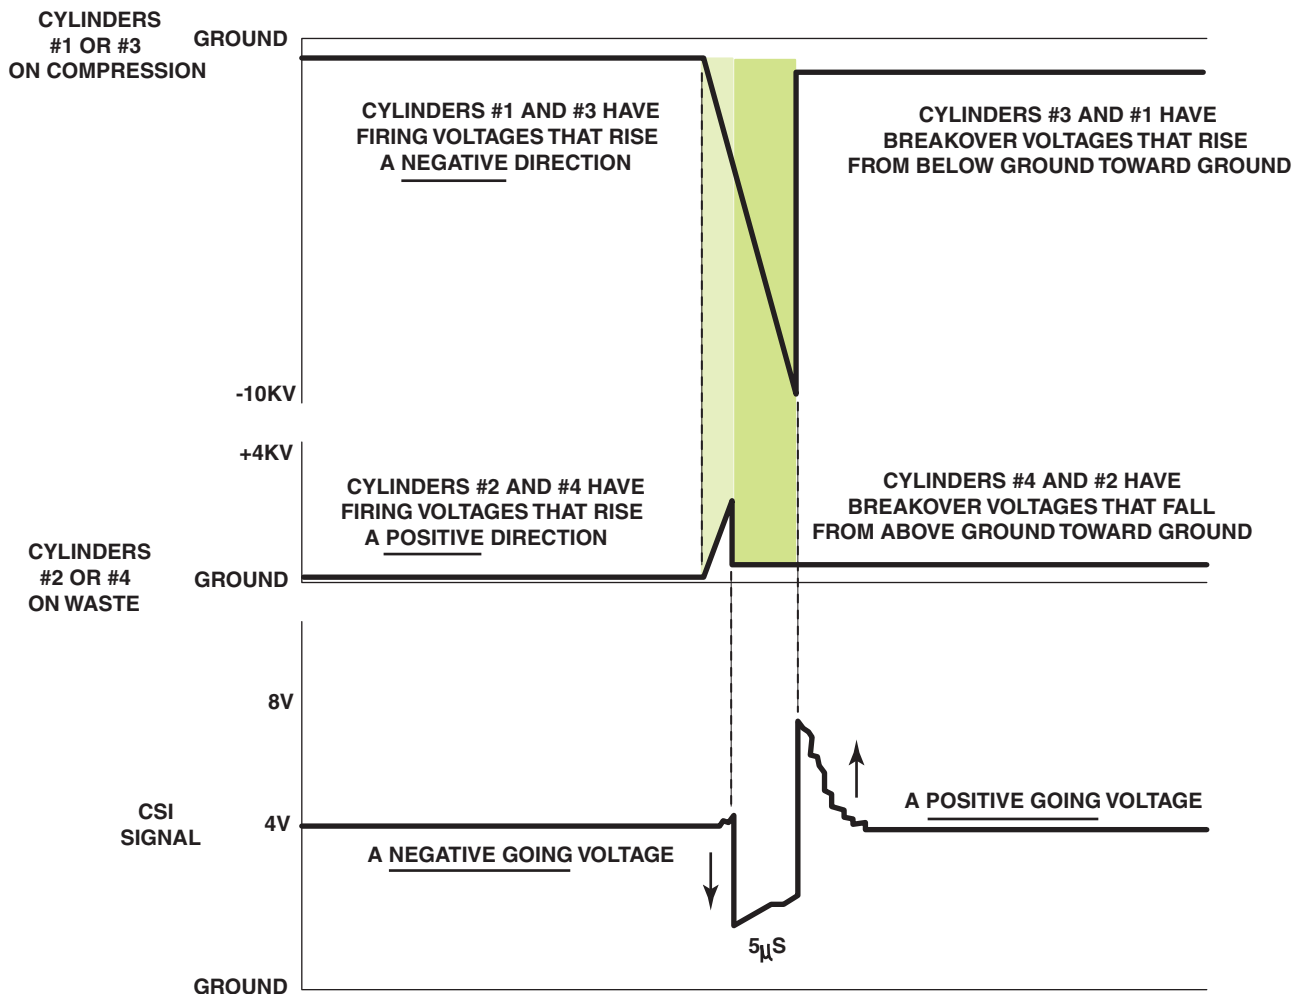 CYLINDERS
#1 OR #3
ON COMPRESSION
GROUND
CYLINDERS #1 AND #3 HAVE
FIRING VOLTAGES THAT RISE
A NEGATIVE DIRECTION
CYLINDERS #3 AND #1 HAVE
BREAKOVER VOLTAGES THAT RISE
FROM BELOW GROUND TOWARD GROUND
-10KV
+4KV
CYLINDERS #2 AND #4 HAVE
FIRING VOLTAGES THAT RISE
A POSITIVE DIRECTION
CYLINDERS #4 AND #2 HAVE
BREAKOVER VOLTAGES THAT FALL
FROM ABOVE GROUND TOWARD GROUND
CYLINDERS
#2 OR #4
ON WASTE
GROUND
8V
CSI
SIGNAL
4V
A NEGATIVE GOING VOLTAGE
A POSITIVE GOING VOLTAGE
5μS
GROUND